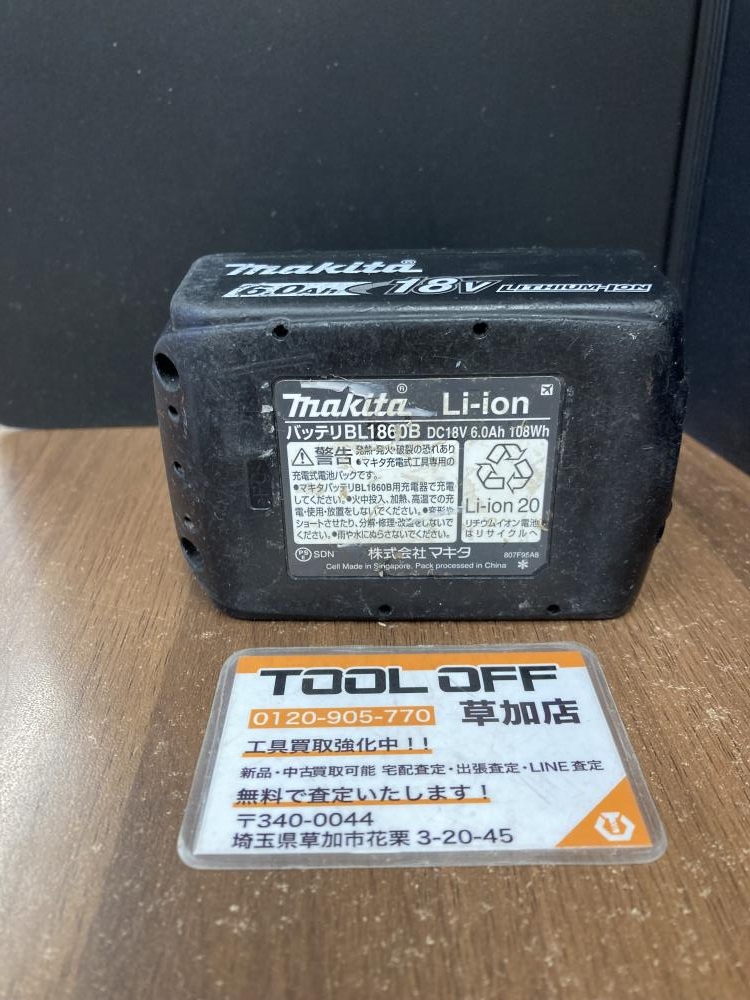 makita®
6.0Ah 18V LITHIUM-ION
makita® Li-ion
バッテリBL1860B DC18V 6.0Ah 108Wh
警告 発熱・発火・破裂の恐れあり
●マキタ充電式工具専用の
充電式電池パックです。
●マキタバッテリBL1860B用充電器で充電
してください。●火中投入、加熱、高温での充
電・使用・放置をしないでください。●変形や
ショートさせたり、分解・修理・改造をしないで
ください。●雨や水にぬらさないでください。
Li-ion 20
リチウムイオン電池
はリサイクルへ
PS SDN 株式会社 マキタ 807F95A8
Cell Made in Singapore. Pack processed in China *
TOOL OFF
0120-905-770 草加店
工具買取強化中!!
新品・中古買取可能 宅配査定・出張査定・LINE査定
無料で査定いたします!
〒340-0044
埼玉県草加市花栗 3-20-45